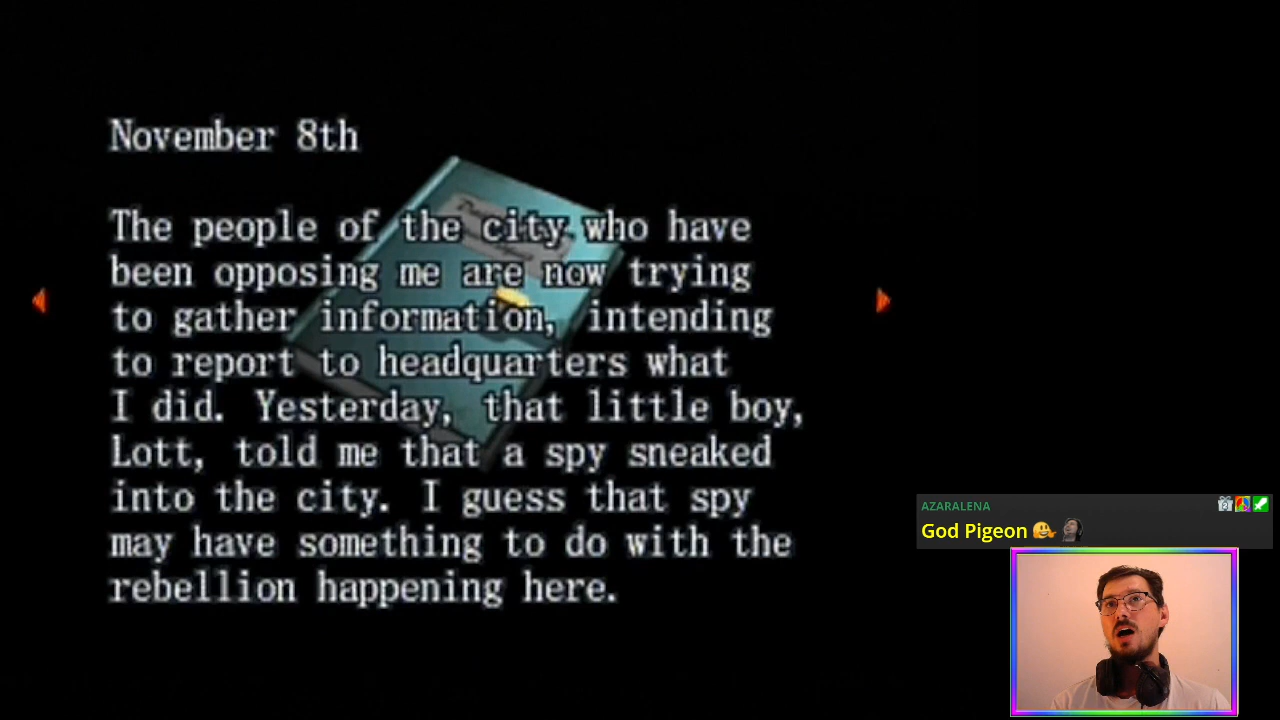 November 8th
The people of the city who have
been opposing me are now trying
to gather information, intending
to report to headquarters what
I did. Yesterday, that little boy,
Lott, told me that a spy sneaked
into the city. I guess that spy
may have something to do with the
rebellion happening here.
AZARALENA
God Pigeon